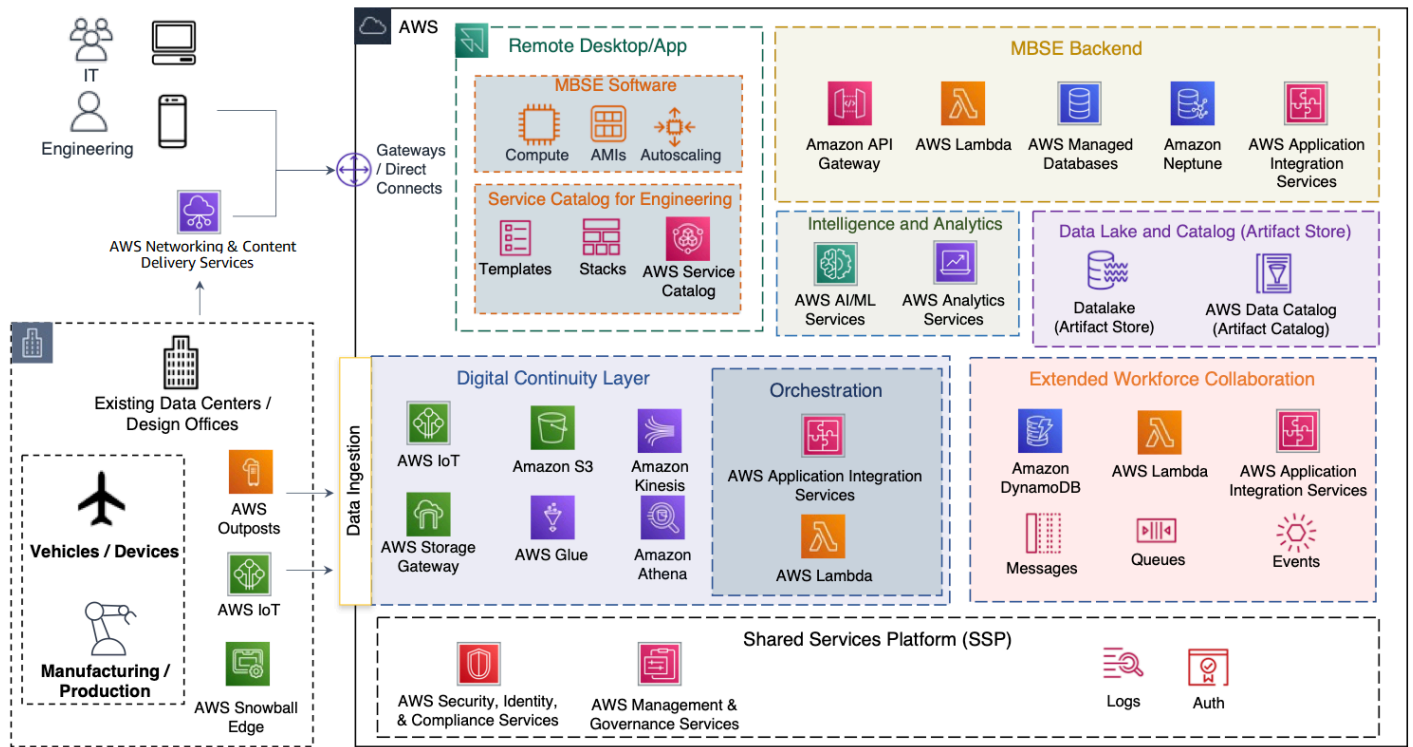 IT
Engineering
AWS Networking & Content
Delivery Services
Existing Data Centers /
Design Offices
Vehicles / Devices
Manufacturing /
Production
AWS
Outposts
AWS IoT
AWS Snowball
Edge
AWS
Gateways
/ Direct
Connects
Remote Desktop/App
MBSE Software
Compute
AMIs
Autoscaling
Service Catalog for Engineering
Templates
Stacks
AWS Service
Catalog
MBSE Backend
Amazon API
Gateway
AWS Lambda
AWS Managed
Databases
Amazon
Neptune
AWS Application
Integration
Services
Intelligence and Analytics
AWS AI/ML
Services
AWS Analytics
Services
Data Lake and Catalog (Artifact Store)
Datalake
(Artifact Store)
AWS Data Catalog
(Artifact Catalog)
Data Ingestion
Digital Continuity Layer
AWS IoT
Amazon S3
Amazon
Kinesis
AWS Storage
Gateway
AWS Glue
Amazon
Athena
Orchestration
AWS Application Integration
Services
AWS Lambda
Extended Workforce Collaboration
Amazon
DynamoDB
AWS Lambda
AWS Application
Integration Services
Messages
Queues
Events
Shared Services Platform (SSP)
AWS Security, Identity,
& Compliance Services
AWS Management &
Governance Services
Logs
Auth